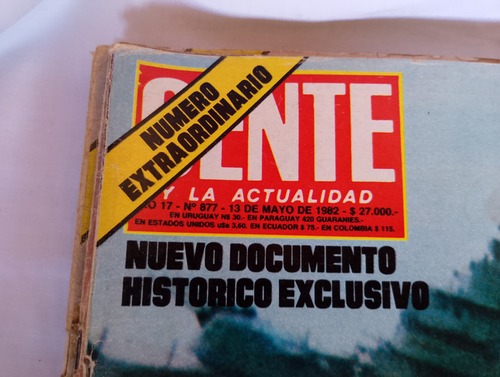 NUMERO
EXTRAORDINARIO
GENTE
Y LA ACTUALIDAD
17 - Nº 877 - 13 DE MAYO DE 1982 - $ 27.000.-
EN URUGUAY N$ 30.- EN PARAGUAY 420 GUARANIES.-
EN ESTADOS UNIDOS u$s 3,60. EN ECUADOR $ 75.- EN COLOMBIA $ 115.
NUEVO DOCUMENTO
HISTORICO EXCLUSIVO